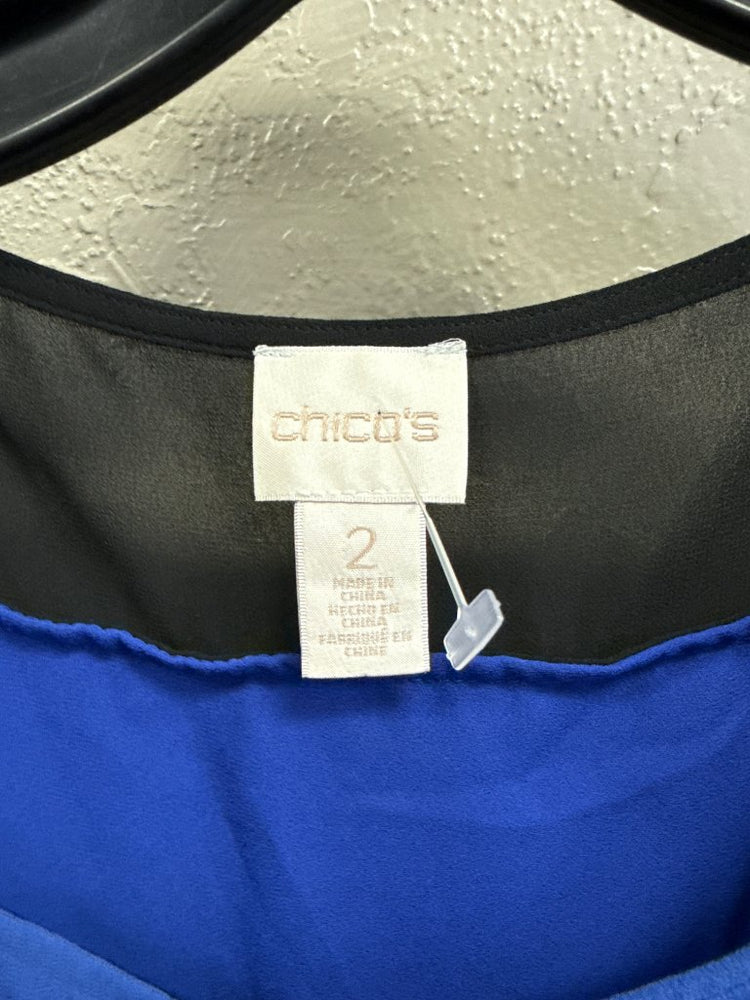 chico's
2
MADE IN
CHINA
HECHO EN
CHINA
FABRIQUÉ EN
CHINE